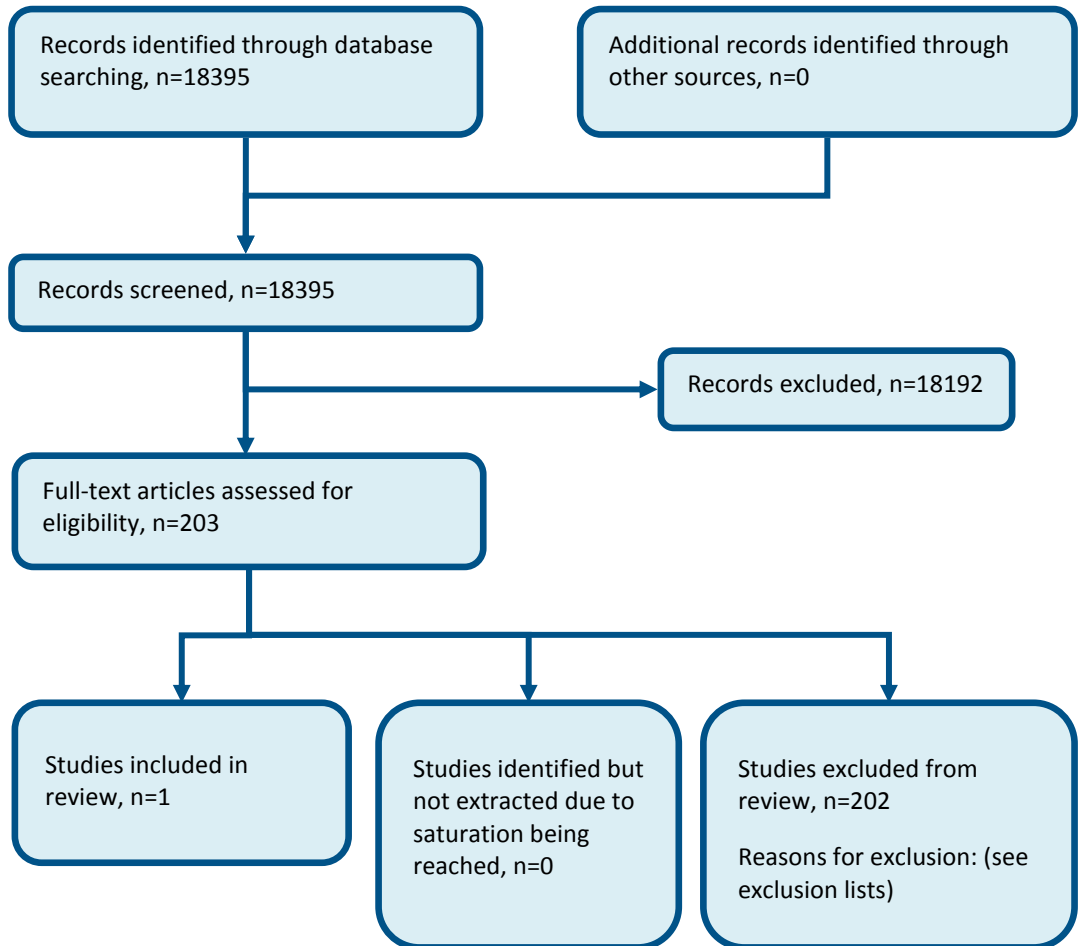 Records identified through database
searching, n=18395
Additional records identified through
other sources, n=0
Records screened, n=18395
Records excluded, n=18192
Full-text articles assessed for
eligibility, n=203
Studies included in
review, n=1
Studies identified but
not extracted due to
saturation being
reached, n=0
Studies excluded from
review, n=202
Reasons for exclusion: (see
exclusion lists)